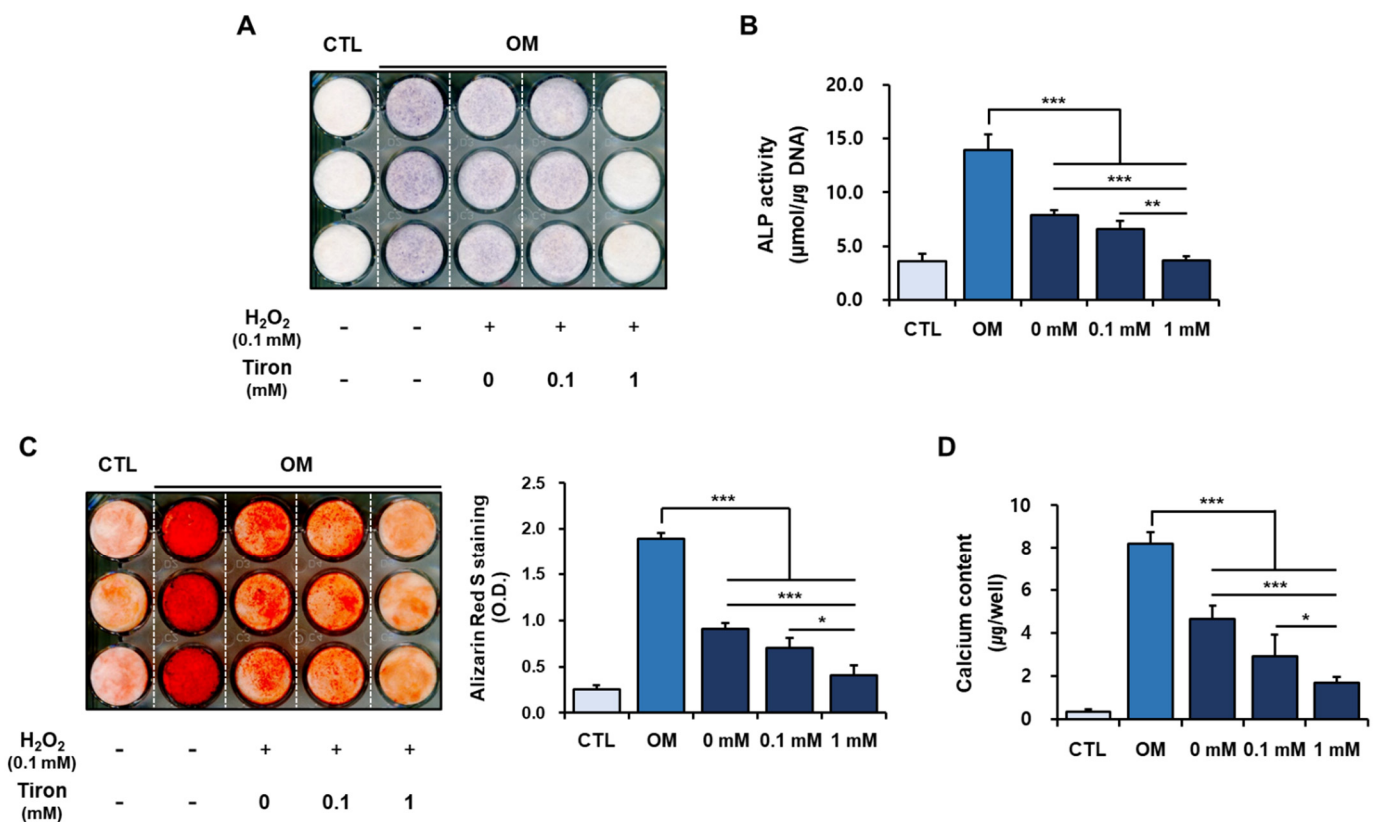 A
CTL OM
H₂O₂
(0.1 mM)
- - + + +
Tiron
(mM)
- - 0 0.1 1
B
ALP activity
(μmol/μg DNA)
20.0
15.0
10.0
5.0
0.0
***
***
**
CTL OM 0 mM 0.1 mM 1 mM
C
CTL OM
H₂O₂
(0.1 mM)
- - + + +
Tiron
(mM)
- - 0 0.1 1
Alizarin Red S staining
(O.D.)
2.5
2.0
1.5
1.0
0.5
0.0
***
***
*
CTL OM 0 mM 0.1 mM 1 mM
D
Calcium content
(μg/well)
10
8
6
4
2
0
***
***
*
CTL OM 0 mM 0.1 mM 1 mM